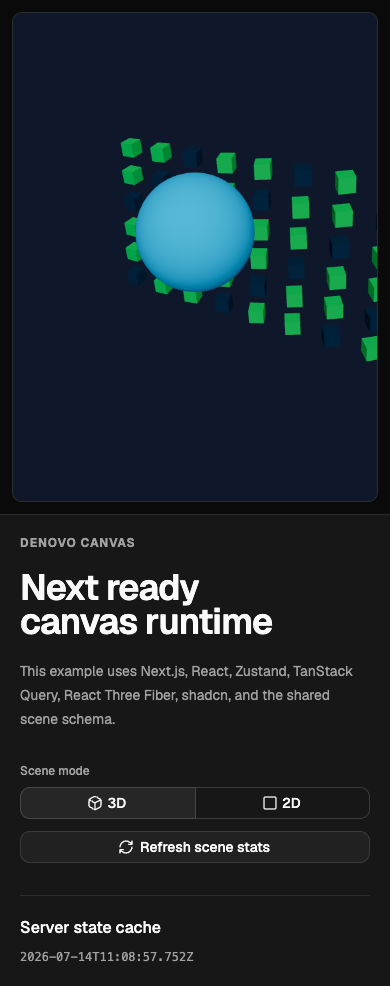 DENOVO CANVAS
Next ready
canvas runtime
This example uses Next.js, React, Zustand, TanStack
Query, React Three Fiber, shadcn, and the shared
scene schema.
Scene mode
3D
2D
Refresh scene stats
Server state cache
2026-07-14T11:08:57.752Z